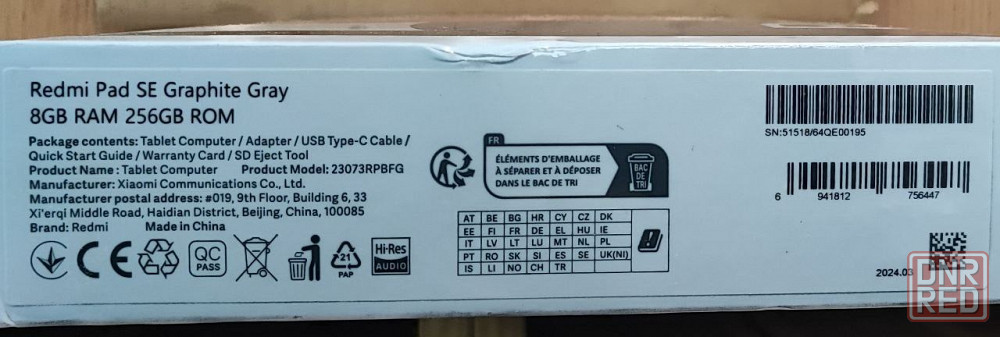 Redmi Pad SE Graphite Gray
8GB RAM 256GB ROM
Package contents: Tablet Computer / Adapter / USB Type-C Cable /
Quick Start Guide / Warranty Card / SD Eject Tool
Product Name: Tablet Computer Product Model: 23073RPBFG
Manufacturer: Xiaomi Communications Co., Ltd.
Manufacturer postal address: #019, 9th Floor, Building 6, 33
Xi'erqi Middle Road, Haidian District, Beijing, China, 100085
Brand: Redmi Made in China
CE
QC
PASS
21
PAP
Hi-Res
AUDIO
FR
ÉLÉMENTS D'EMBALLAGE
À SÉPARER ET À DÉPOSER
DANS LE BAC DE TRI
BAC
DE
TRI
AT BE BG HR CY CZ DK
EE FI FR DE EL HU IE
IT LV LT LU MT NL PL
PT RO SK SI ES SE UK(NI)
IS LI NO CH TR
SN:51518/64QE00195
6 941812 756447
2024.03
DNR
RED